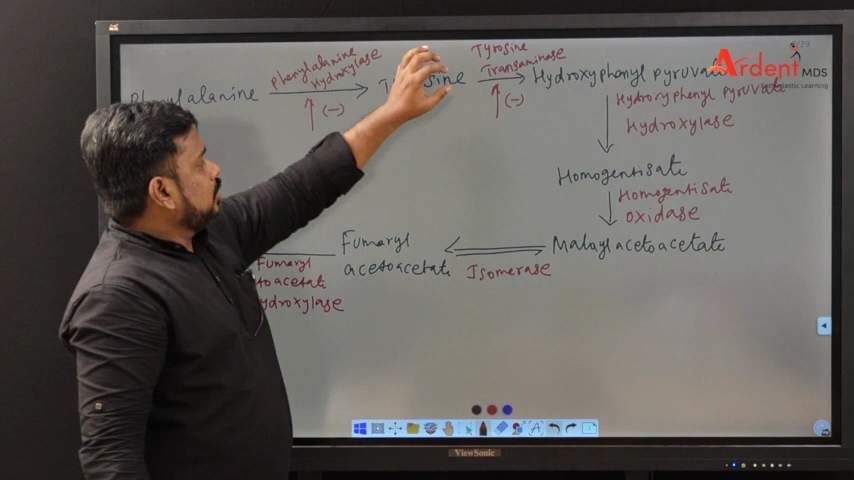 Phenylalanine
Phenylalanine
Hydroxylase
(-)
Tyrosine
Transaminase
(-)
Hydroxyphenyl pyruvate
Hydroxyphenyl pyruvate
Hydroxylase
Homogentisate
Homogentisate
oxidase
Malaylacetoacetate
Isomerase
Fumaryl
acetoacetate
Fumaryl
Hydroxylase
Ardent MDS
ViewSonic